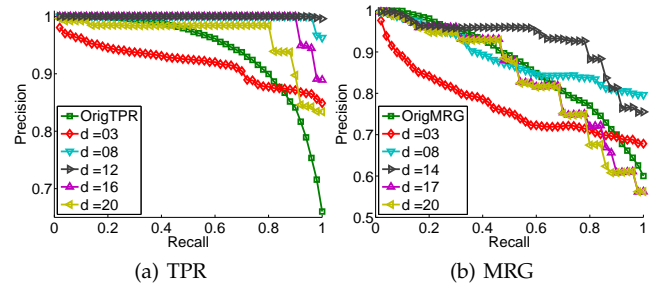 1
0.9
0.8
0.7
Precision
OrigTPR
d =03
d =08
d =12
d =16
d =20
0 0.2 0.4 0.6 0.8 1
Recall
(a) TPR
1
0.9
0.8
0.7
0.6
0.5
Precision
OrigMRG
d =03
d =08
d =14
d =17
d =20
0 0.2 0.4 0.6 0.8 1
Recall
(b) MRG